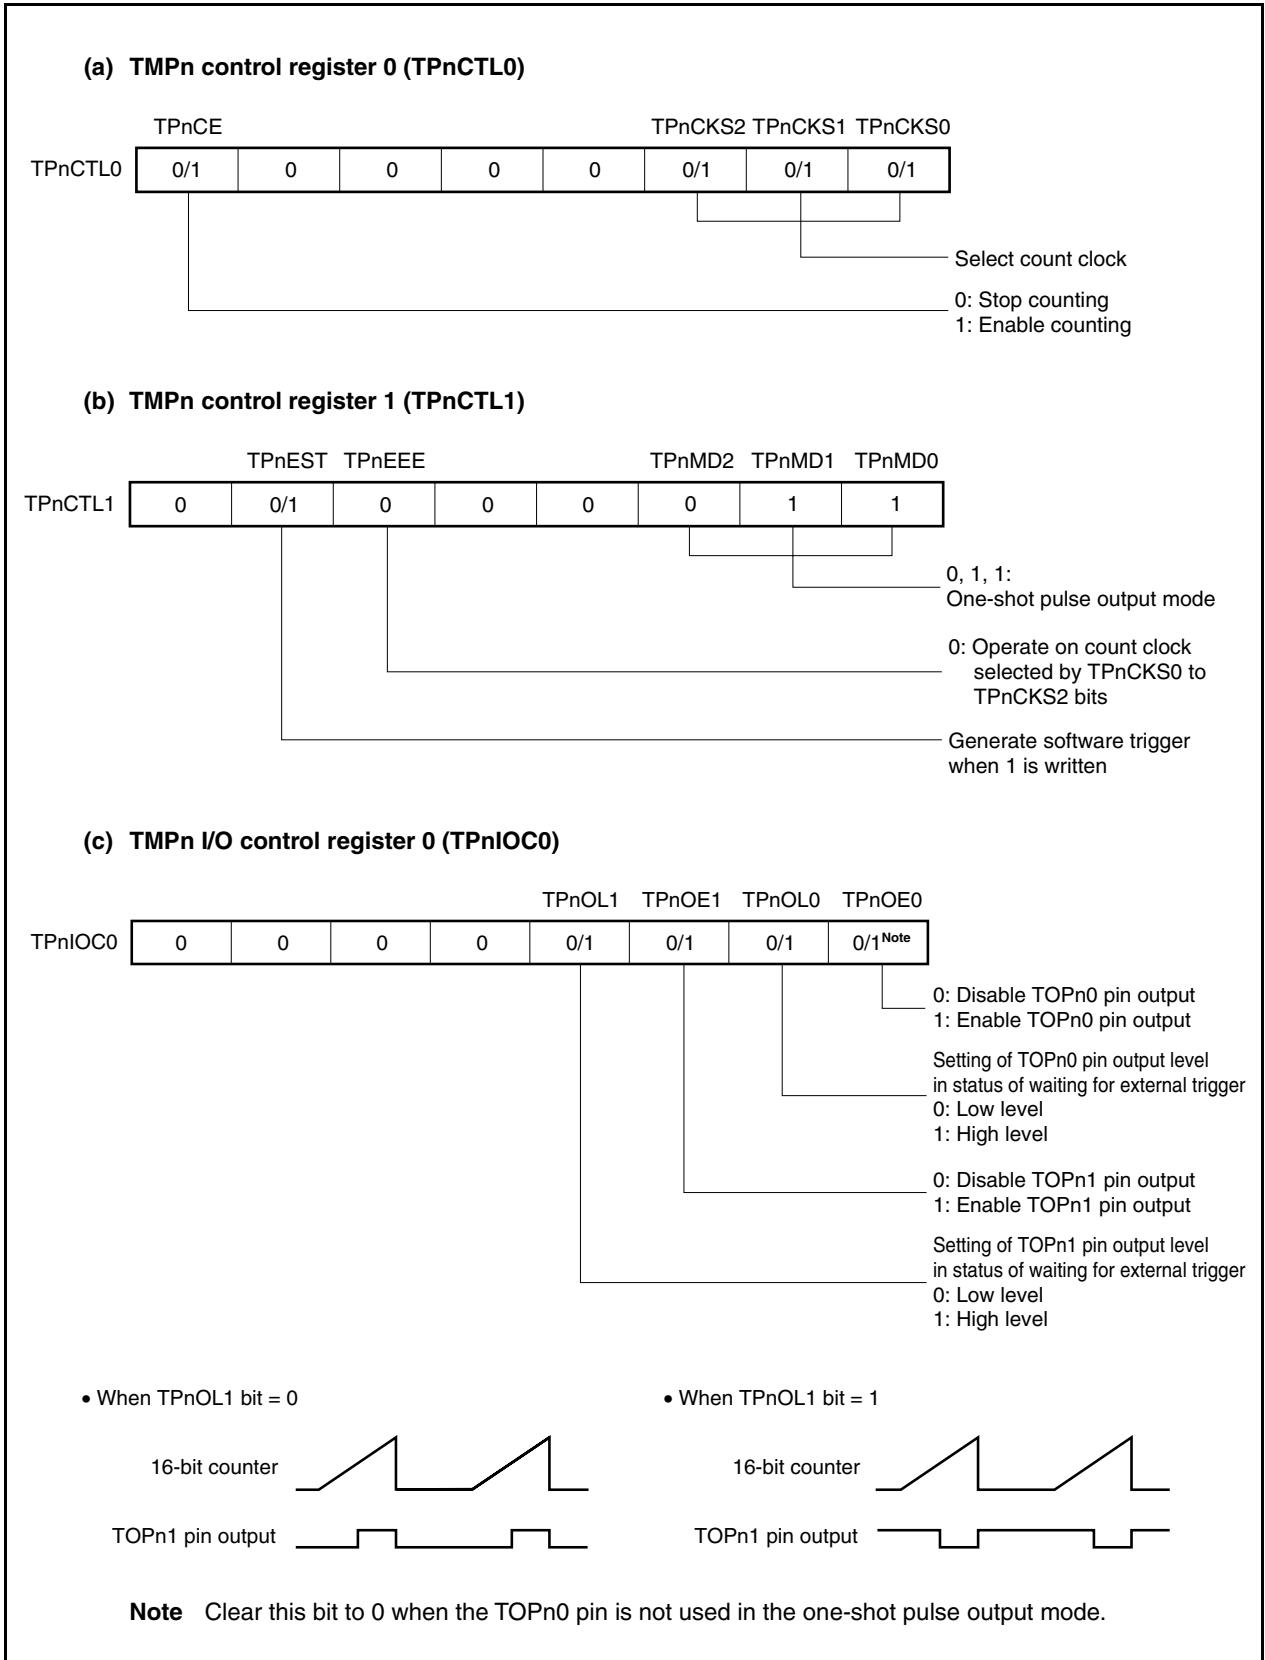 (a) TMPn control register 0 (TPnCTL0)
TPnCE TPnCKS2 TPnCKS1 TPnCKS0
TPnCTL0 0/1 0 0 0 0 0/1 0/1 0/1
Select count clock
0: Stop counting
1: Enable counting
(b) TMPn control register 1 (TPnCTL1)
TPnEST TPnEEE TPnMD2 TPnMD1 TPnMD0
TPnCTL1 0 0/1 0 0 0 0 1 1
0, 1, 1:
One-shot pulse output mode
0: Operate on count clock
selected by TPnCKS0 to
TPnCKS2 bits
Generate software trigger
when 1 is written
(c) TMPn I/O control register 0 (TPnIOC0)
TPnOL1 TPnOE1 TPnOL0 TPnOE0
TPnIOC0 0 0 0 0 0/1 0/1 0/1 0/1Note
0: Disable TOPn0 pin output
1: Enable TOPn0 pin output
Setting of TOPn0 pin output level
in status of waiting for external trigger
0: Low level
1: High level
0: Disable TOPn1 pin output
1: Enable TOPn1 pin output
Setting of TOPn1 pin output level
in status of waiting for external trigger
0: Low level
1: High level
• When TPnOL1 bit = 0
16-bit counter
TOPn1 pin output
• When TPnOL1 bit = 1
16-bit counter
TOPn1 pin output
Note Clear this bit to 0 when the TOPn0 pin is not used in the one-shot pulse output mode.